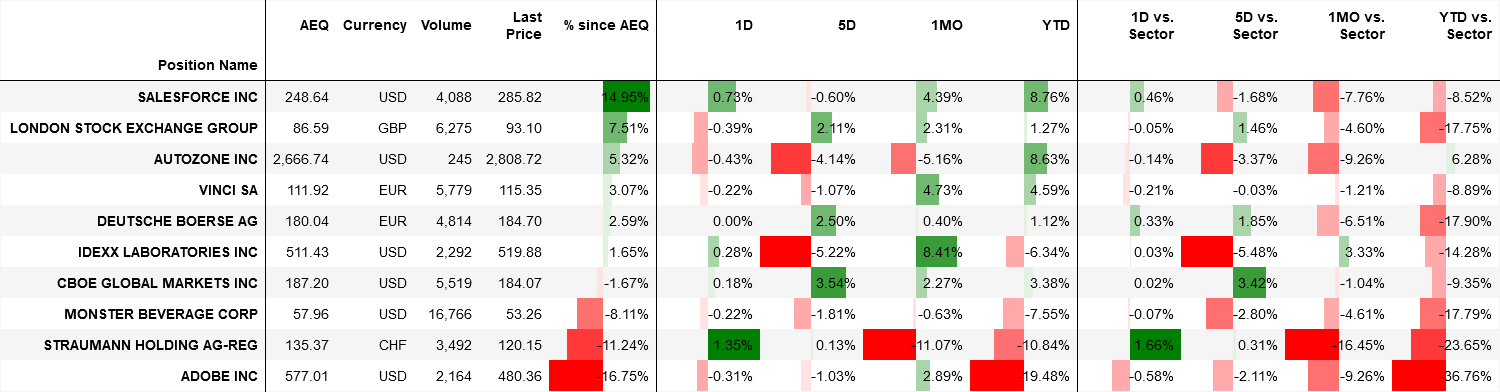 Position Name AEQ Currency Volume Last Price % since AEQ 1D 5D 1MO YTD 1D vs. Sector 5D vs. Sector 1MO vs. Sector YTD vs. Sector
SALESFORCE INC 248.64 USD 4,088 285.82 14.95% 0.73% -0.60% 4.39% 8.76% 0.46% -1.68% -7.76% -8.52%
LONDON STOCK EXCHANGE GROUP 86.59 GBP 6,275 93.10 7.51% -0.39% 2.11% 2.31% 1.27% -0.05% 1.46% -4.60% -17.75%
AUTOZONE INC 2,666.74 USD 245 2,808.72 5.32% -0.43% -4.14% -5.16% 8.63% -0.14% -3.37% -9.26% 6.28%
VINCI SA 111.92 EUR 5,779 115.35 3.07% -0.22% -1.07% 4.73% 4.59% -0.21% -0.03% -1.21% -8.89%
DEUTSCHE BOERSE AG 180.04 EUR 4,814 184.70 2.59% 0.00% 2.50% 0.40% 1.12% 0.33% 1.85% -6.51% -17.90%
IDEXX LABORATORIES INC 511.43 USD 2,292 519.88 1.65% 0.28% -5.22% 8.41% -6.34% 0.03% -5.48% 3.33% -14.28%
CBOE GLOBAL MARKETS INC 187.20 USD 5,519 184.07 -1.67% 0.18% 3.54% 2.27% 3.38% 0.02% 3.42% -1.04% -9.35%
MONSTER BEVERAGE CORP 57.96 USD 16,766 53.26 -8.11% -0.22% -1.81% -0.63% -7.55% -0.07% -2.80% -4.61% -17.79%
STRAUMANN HOLDING AG-REG 135.37 CHF 3,492 120.15 -11.24% 1.35% 0.13% -11.07% -10.84% 1.66% 0.31% -16.45% -23.65%
ADOBE INC 577.01 USD 2,164 480.36 -16.75% -0.31% -1.03% 2.89% -19.48% -0.58% -2.11% -9.26% -36.76%